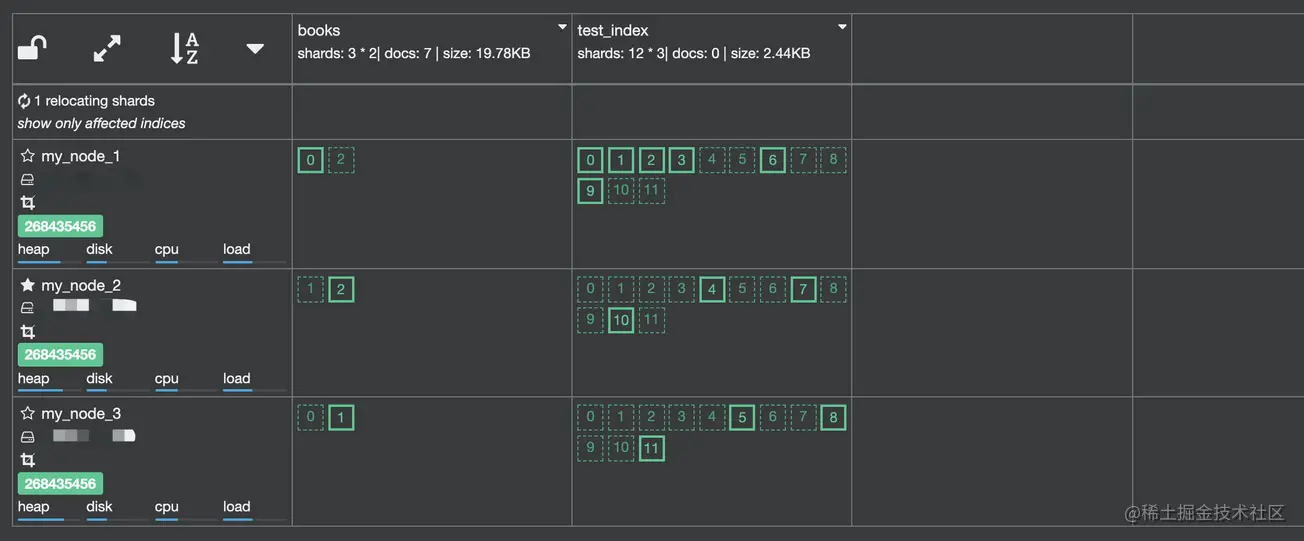 A
Z
books
shards: 3 * 2| docs: 7 | size: 19.78KB
test_index
shards: 12 * 3| docs: 0 | size: 2.44KB
1 relocating shards
show only affected indices
my_node_1
268435456
heap disk cpu load
0 2
0 1 2 3 4 5 6 7 8
9 10 11
my_node_2
268435456
heap disk cpu load
1 2
0 1 2 3 4 5 6 7 8
9 10 11
my_node_3
268435456
heap disk cpu load
0 1
0 1 2 3 4 5 6 7 8
9 10 11
@稀土掘金技术社区